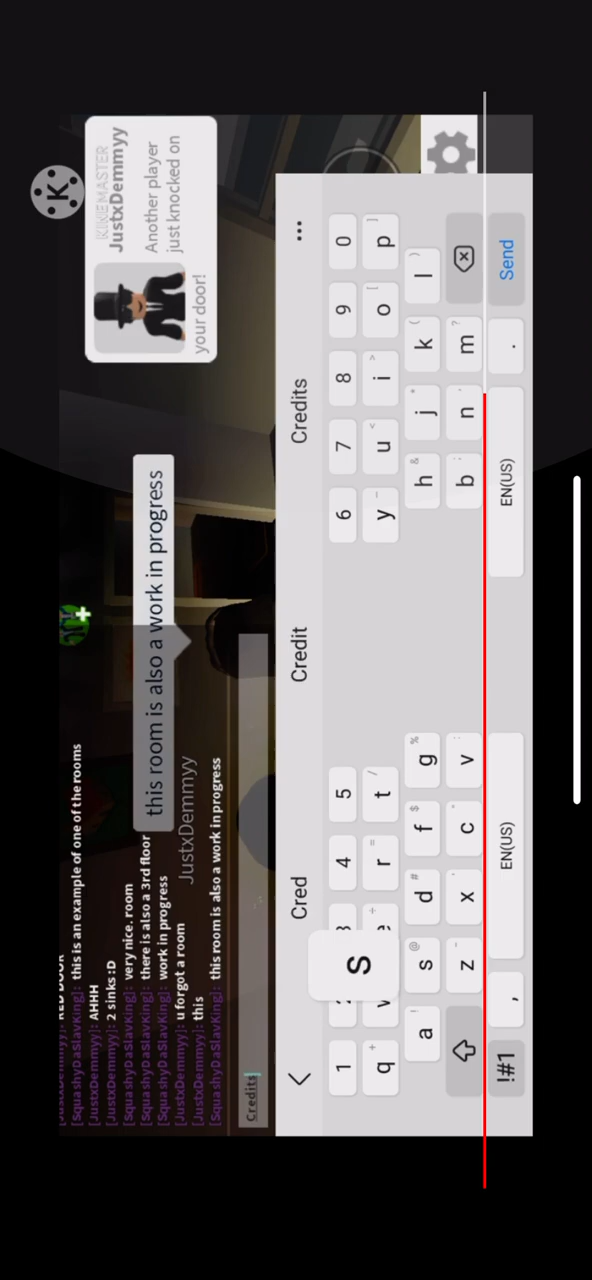 KINEMASTER
JustxDemmyy
Another player
just knocked on
your door!
this room is also a work in progress
JustxDemmyy
[JustxDemmyy]: RED DOOR
[SquashyDaSlavKing]: this is an example of one of the rooms
[JustxDemmyy]: AHHH
[JustxDemmyy]: 2 sinks :D
[SquashyDaSlavKing]: very nice. room
[SquashyDaSlavKing]: there is also a 3rd floor
[SquashyDaSlavKing]: work in progress
[JustxDemmyy]: u forgot a room
[JustxDemmyy]: this
[SquashyDaSlavKing]: this room is also a work in progress
Credits
Cred Credit Credits ...
1 2 3 4 5 6 7 8 9 0
q w e r t y u i o p
S
a s d f g h j k l
z x c v b n m
!#1 , EN(US) EN(US) . Send